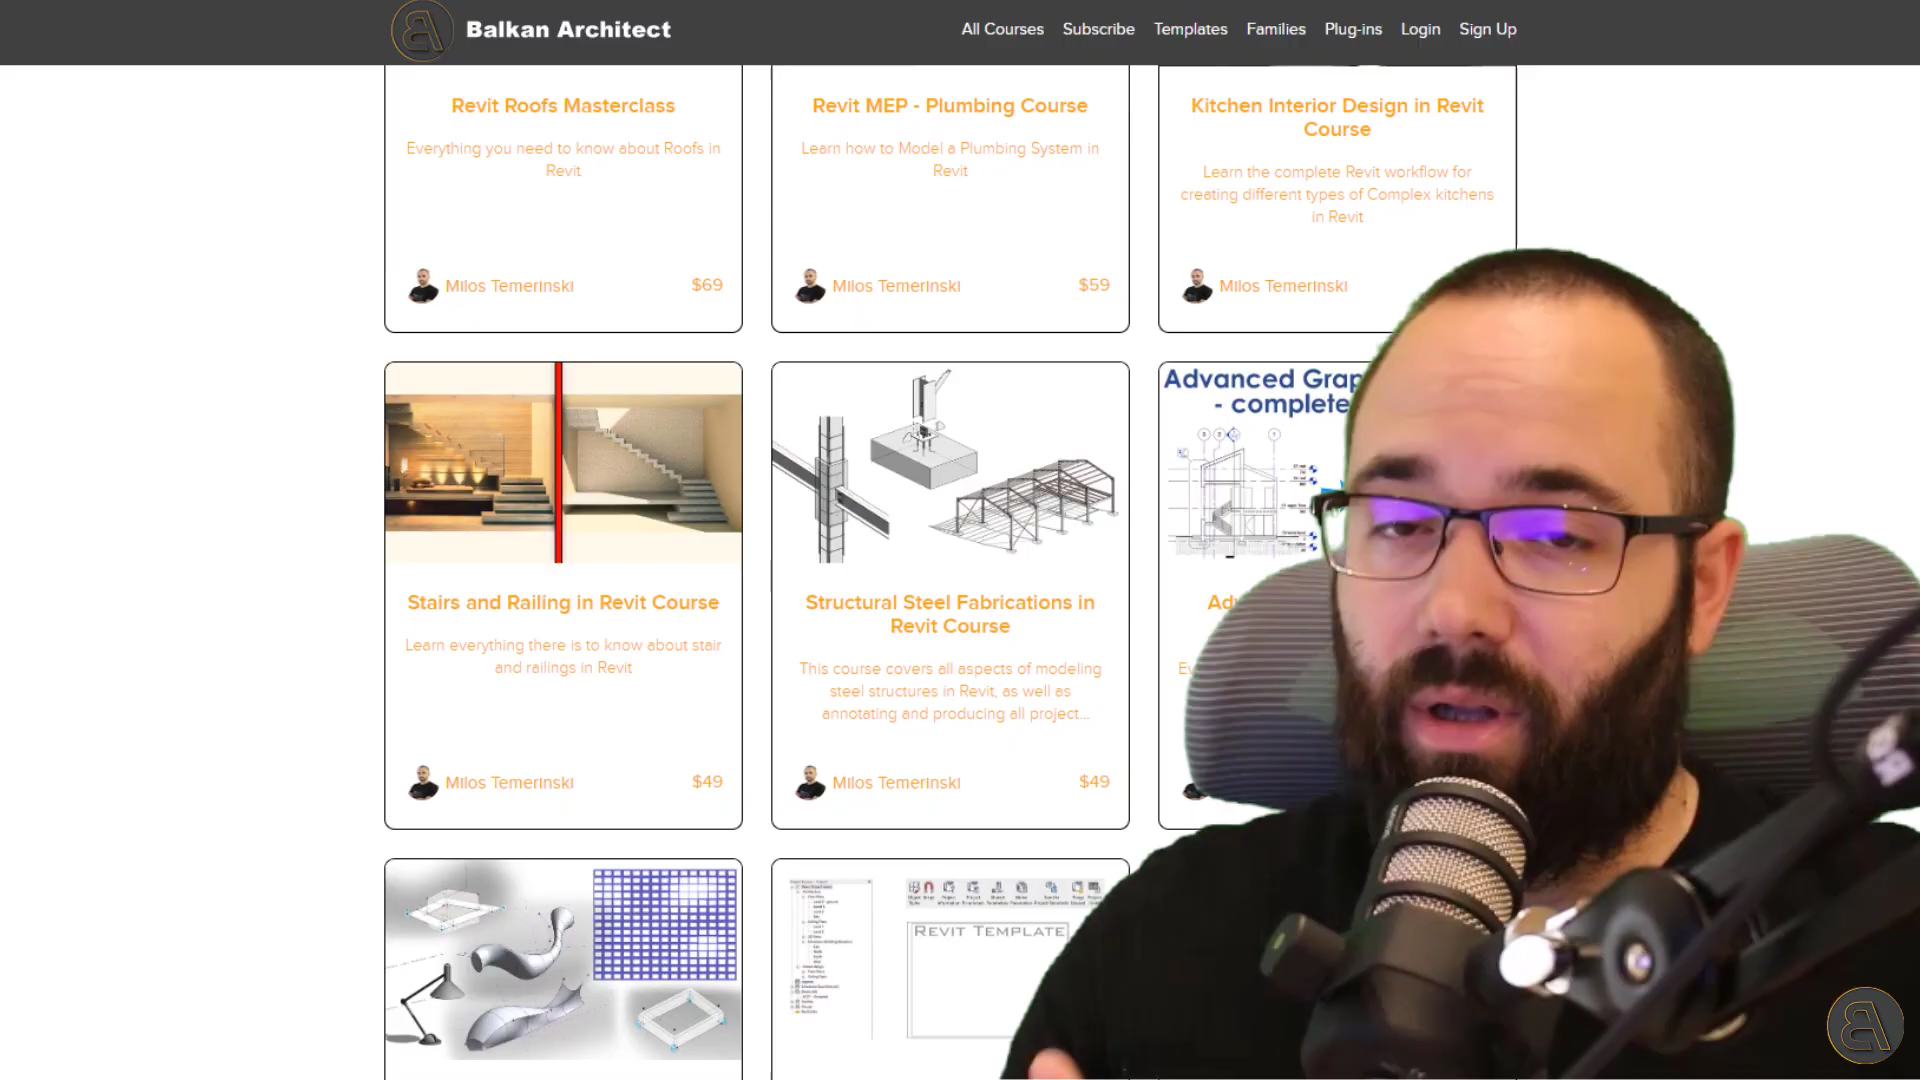 Balkan Architect
All Courses Subscribe Templates Families Plug-ins Login Sign Up
Revit Roofs Masterclass
Everything you need to know about Roofs in
Revit
Milos Temerinski $69
Revit MEP - Plumbing Course
Learn how to Model a Plumbing System in
Revit
Milos Temerinski $59
Kitchen Interior Design in Revit
Course
Learn the complete Revit workflow for
creating different types of Complex kitchens
in Revit
Milos Temerinski
Stairs and Railing in Revit Course
Learn everything there is to know about stair
and railings in Revit
Milos Temerinski $49
Structural Steel Fabrications in
Revit Course
This course covers all aspects of modeling
steel structures in Revit, as well as
annotating and producing all project...
Milos Temerinski $49
Advanced Grap
- complete
Ad
REVIT TEMPLATE